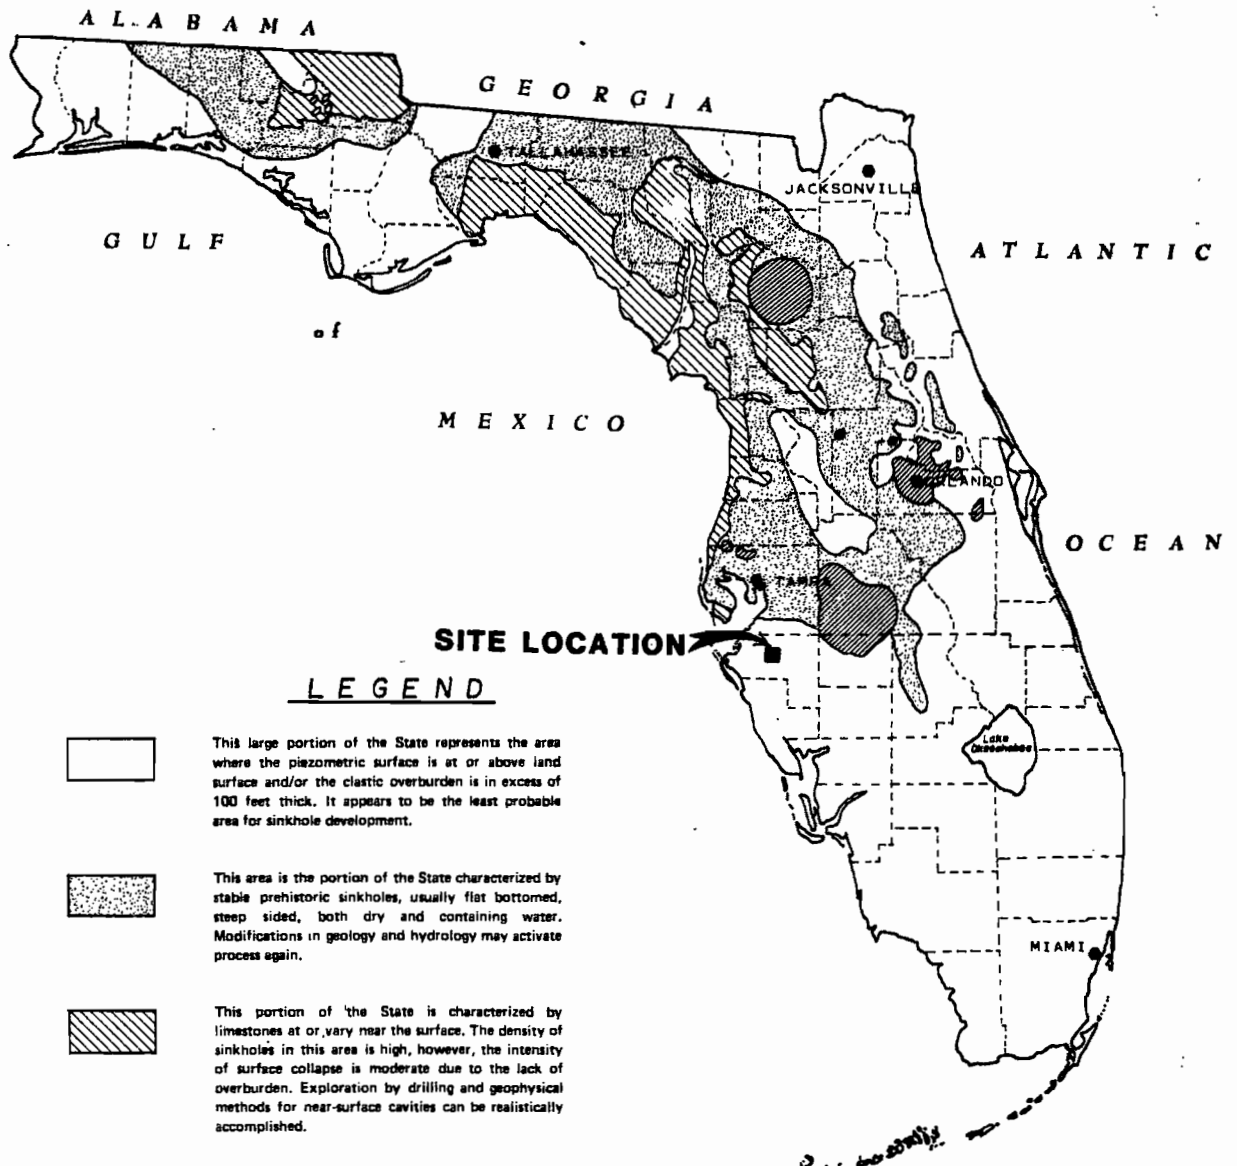 ALABAMA
GEORGIA
TALLAHASSEE
JACKSONVILLE
GULF
ATLANTIC
of
MEXICO
ORLANDO
OCEAN
TAMPA
SITE LOCATION
LEGEND
Lake
Okeechobee
This large portion of the State represents the area
where the piezometric surface is at or above land
surface and/or the clastic overburden is in excess of
100 feet thick. It appears to be the least probable
area for sinkhole development.
This area is the portion of the State characterized by
stable prehistoric sinkholes, usually flat bottomed,
steep sided, both dry and containing water.
Modifications in geology and hydrology may activate
process again.
MIAMI
This portion of the State is characterized by
limestones at or vary near the surface. The density of
sinkholes in this area is high, however, the intensity
of surface collapse is moderate due to the lack of
overburden. Exploration by drilling and geophysical
methods for near-surface cavities can be realistically
accomplished.